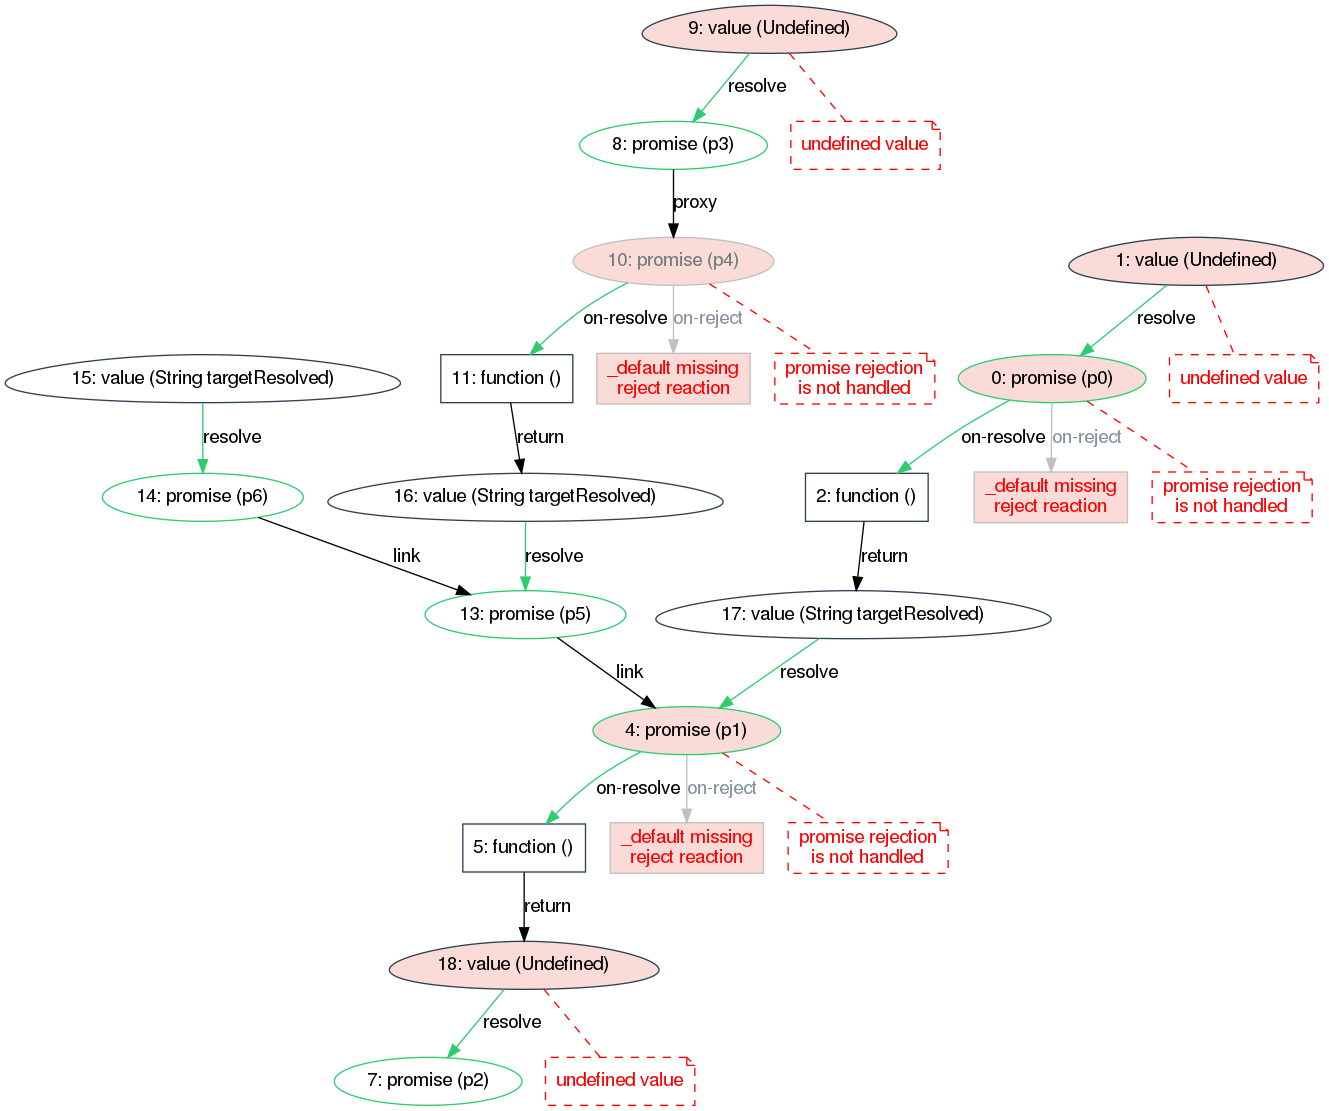 9: value (Undefined)
resolve
8: promise (p3)
undefined value
proxy
10: promise (p4)
1: value (Undefined)
on-resolve
on-reject
resolve
15: value (String targetResolved)
11: function ()
_default missing
reject reaction
promise rejection
is not handled
0: promise (p0)
undefined value
resolve
return
on-resolve
on-reject
14: promise (p6)
16: value (String targetResolved)
2: function ()
_default missing
reject reaction
promise rejection
is not handled
link
resolve
return
13: promise (p5)
17: value (String targetResolved)
link
resolve
4: promise (p1)
on-resolve
on-reject
5: function ()
_default missing
reject reaction
promise rejection
is not handled
return
18: value (Undefined)
resolve
7: promise (p2)
undefined value